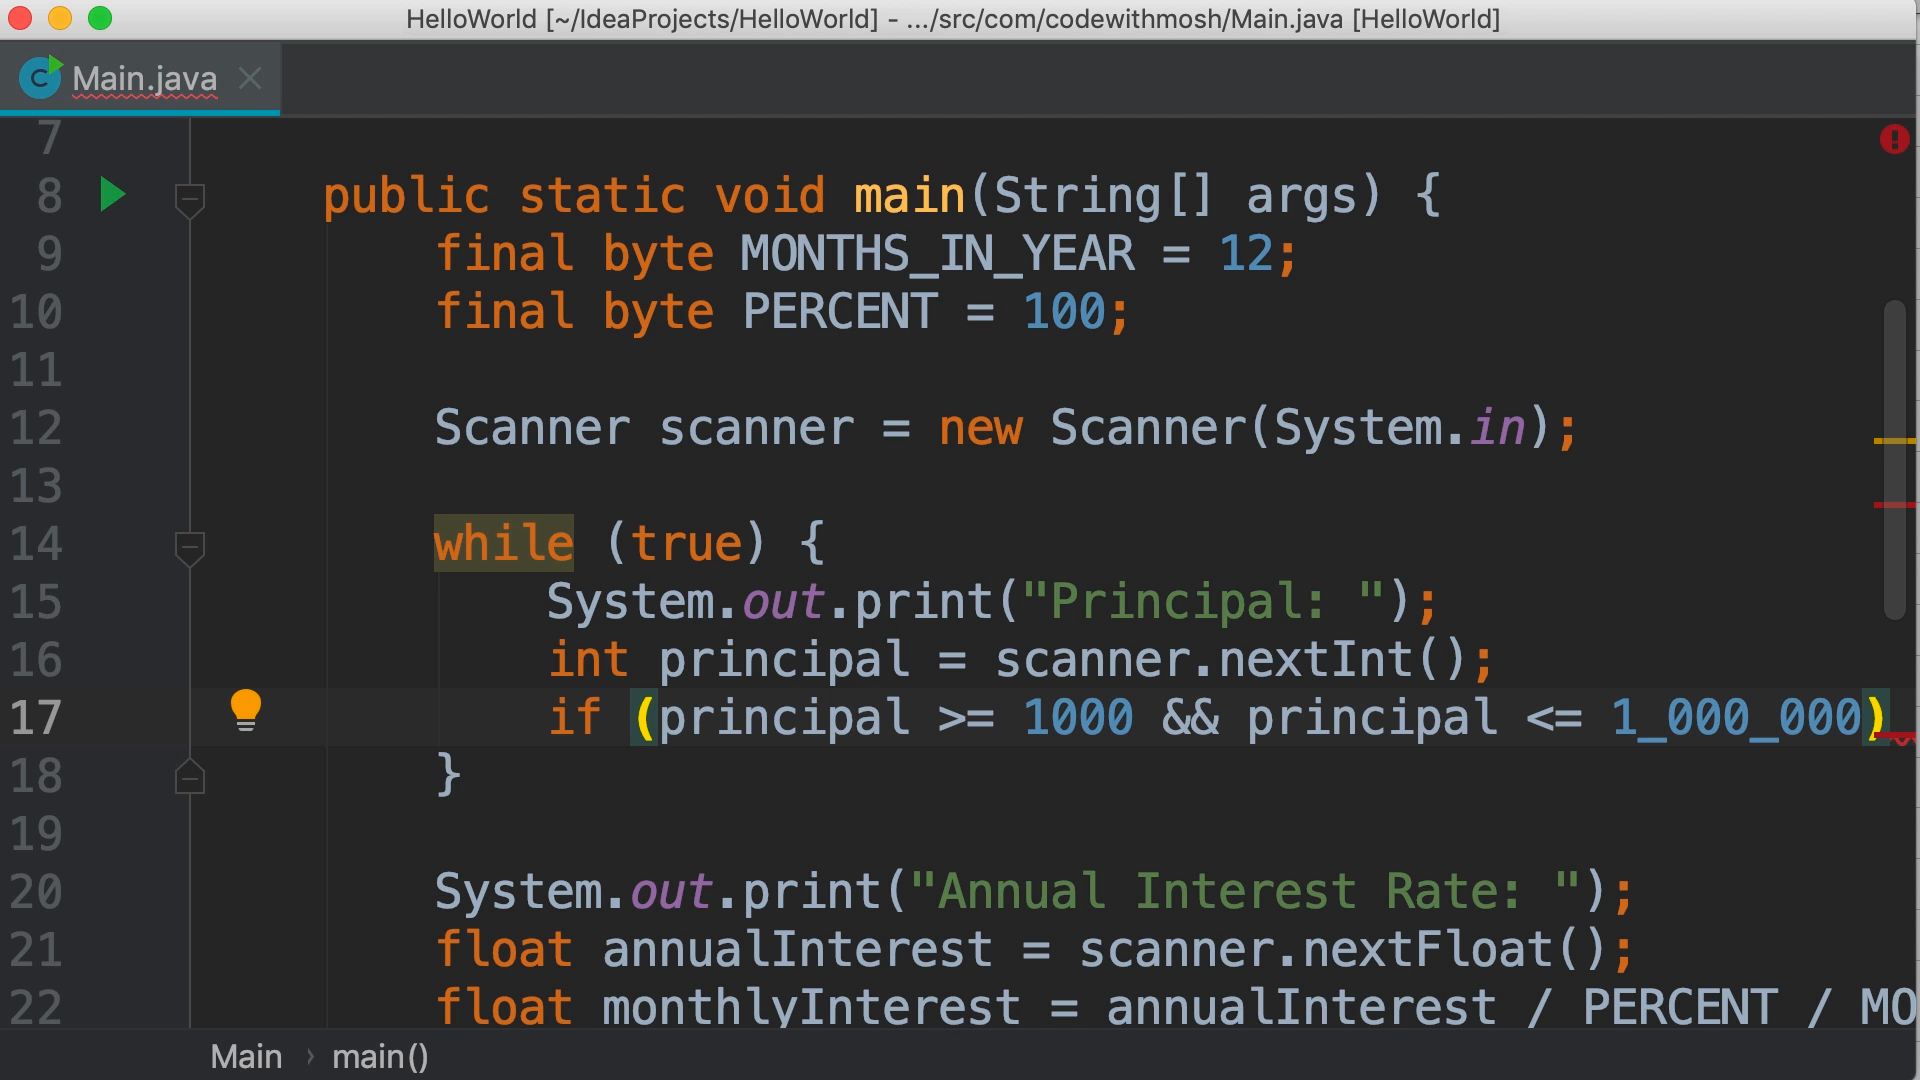 HelloWorld [~/IdeaProjects/HelloWorld] - .../src/com/codewithmosh/Main.java [HelloWorld]
Main.java
7
8 public static void main(String[] args) {
9 final byte MONTHS_IN_YEAR = 12;
10 final byte PERCENT = 100;
11
12 Scanner scanner = new Scanner(System.in);
13
14 while (true) {
15 System.out.print("Principal: ");
16 int principal = scanner.nextInt();
17 if (principal >= 1000 && principal <= 1_000_000)
18 }
19
20 System.out.print("Annual Interest Rate: ");
21 float annualInterest = scanner.nextFloat();
22 float monthlyInterest = annualInterest / PERCENT / MO
Main › main()